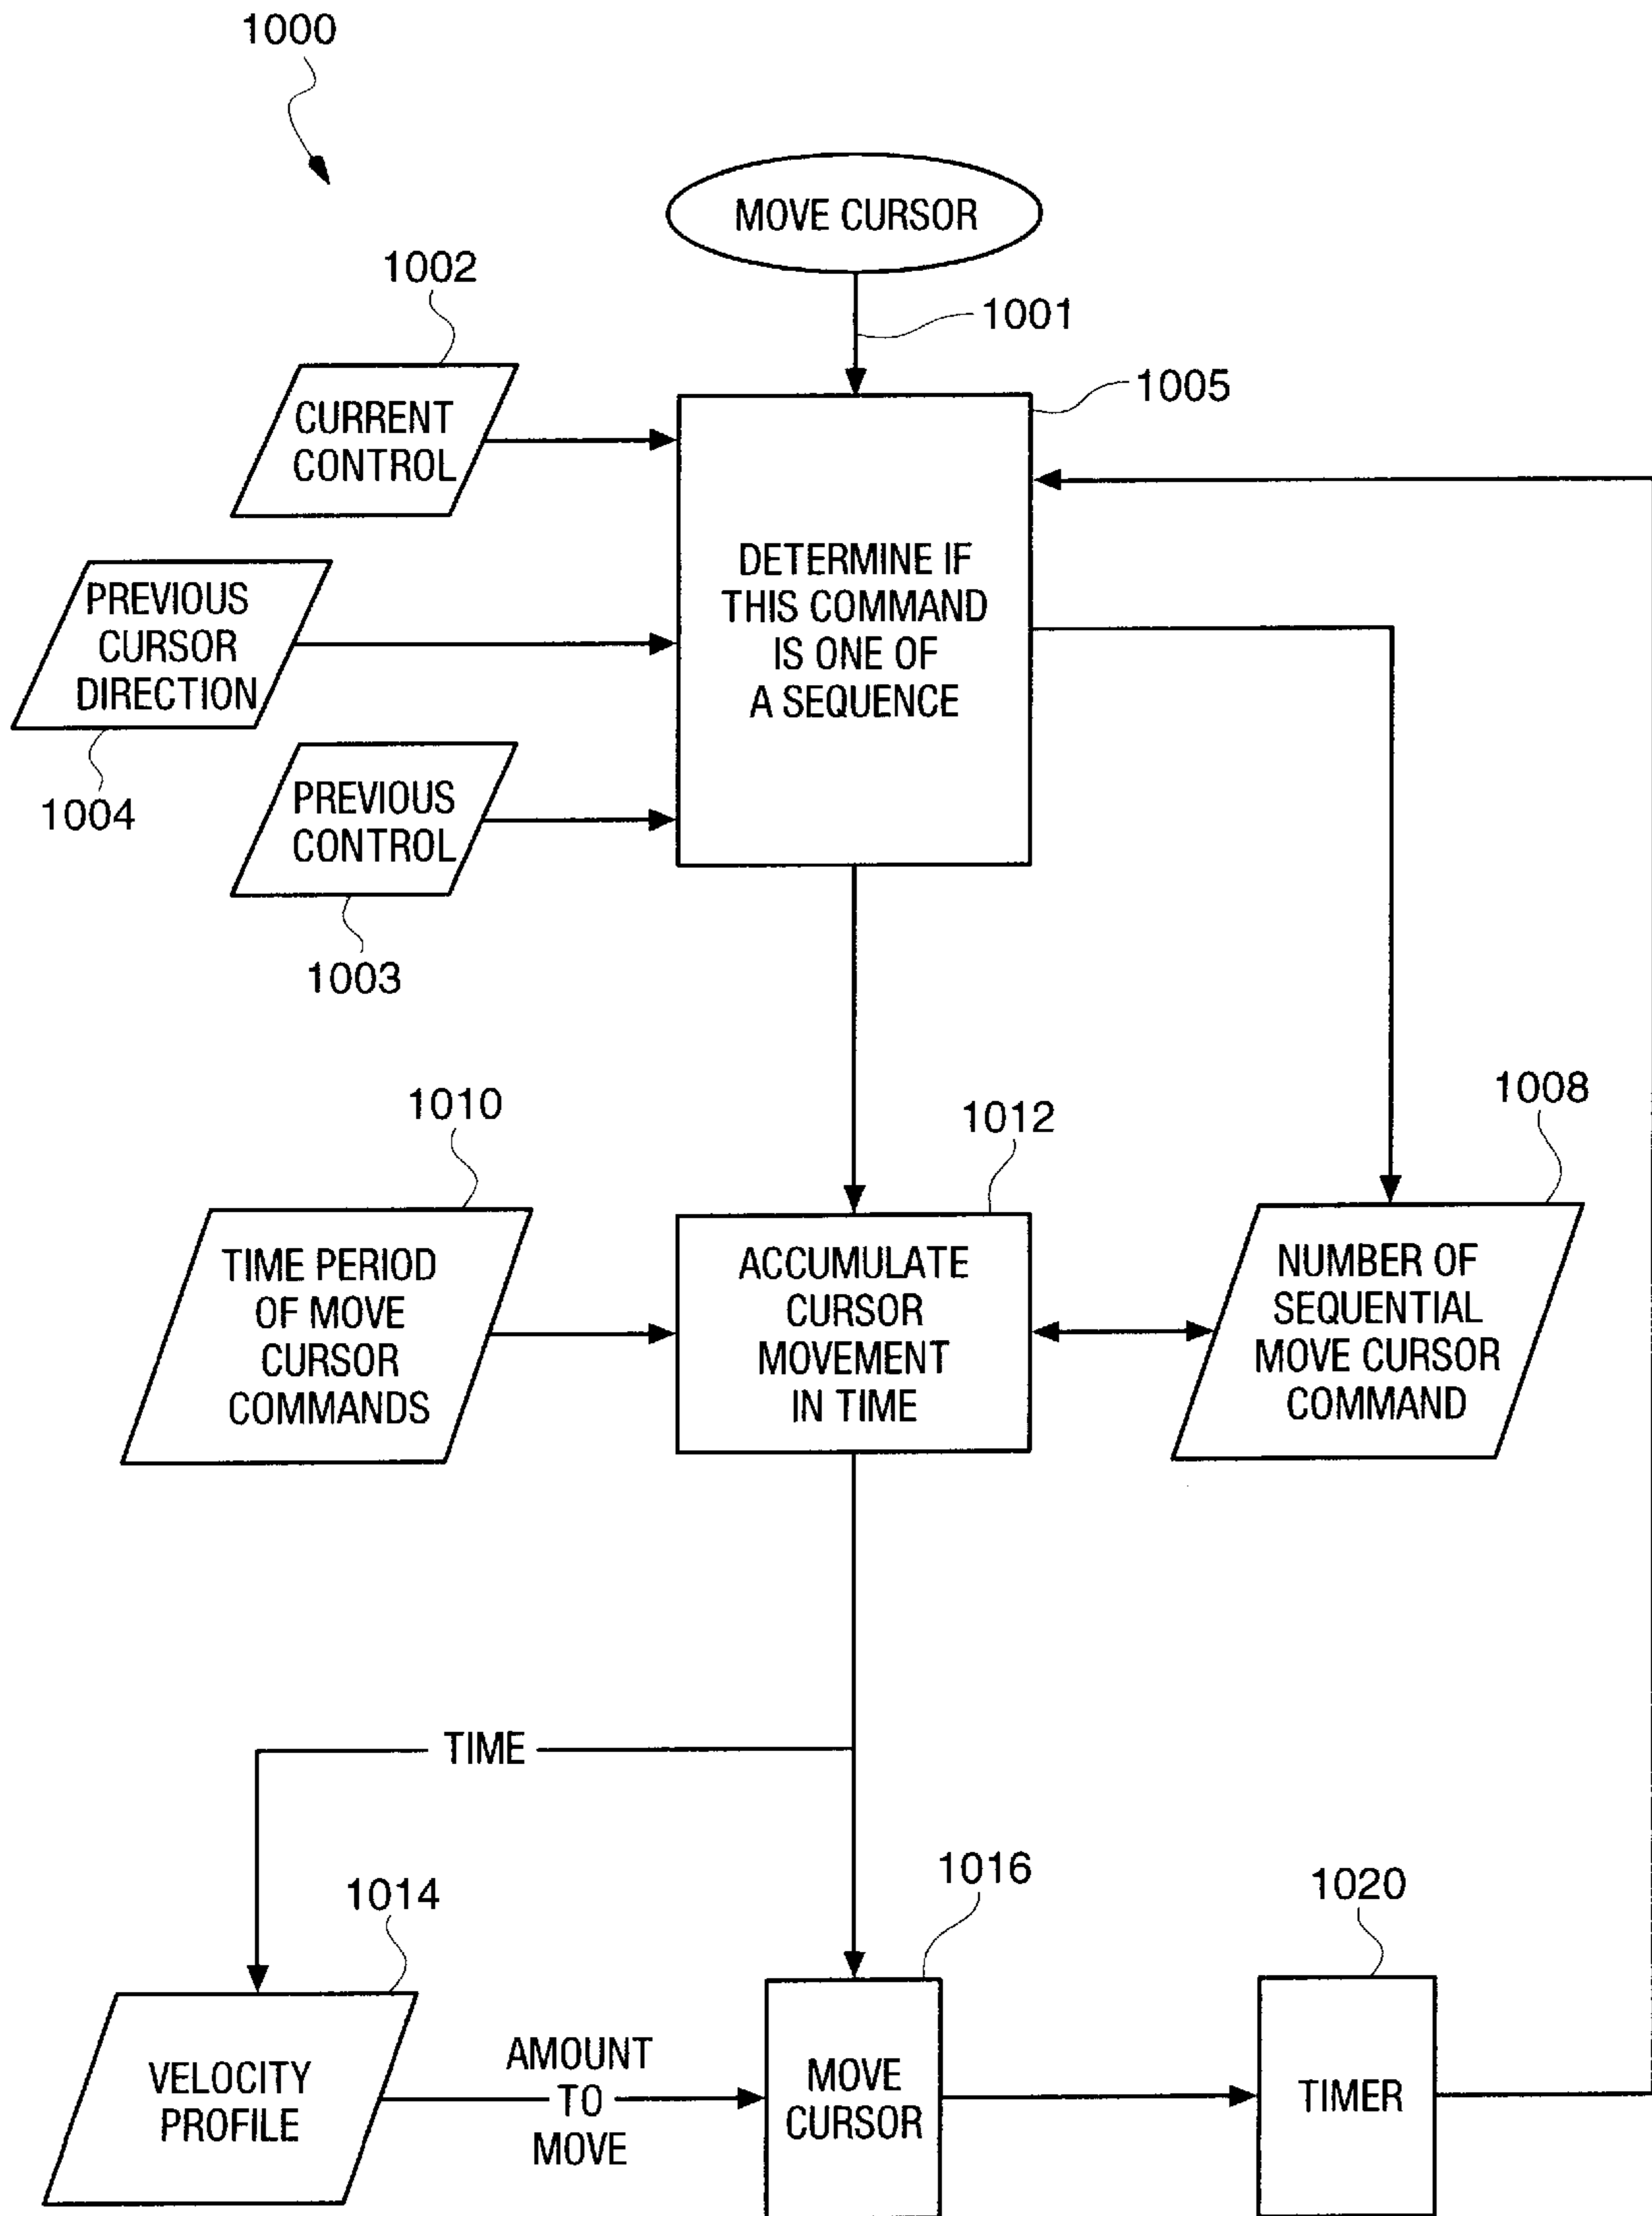 1000
MOVE CURSOR
1002
1001
1005
CURRENT
CONTROL
PREVIOUS
CURSOR
DIRECTION
1004
DETERMINE IF
THIS COMMAND
IS ONE OF
A SEQUENCE
PREVIOUS
CONTROL
1003
1010
1012
1008
TIME PERIOD
OF MOVE
CURSOR
COMMANDS
ACCUMULATE
CURSOR
MOVEMENT
IN TIME
NUMBER OF
SEQUENTIAL
MOVE CURSOR
COMMAND
TIME
1014
1016
1020
VELOCITY
PROFILE
AMOUNT
TO
MOVE
MOVE
CURSOR
TIMER